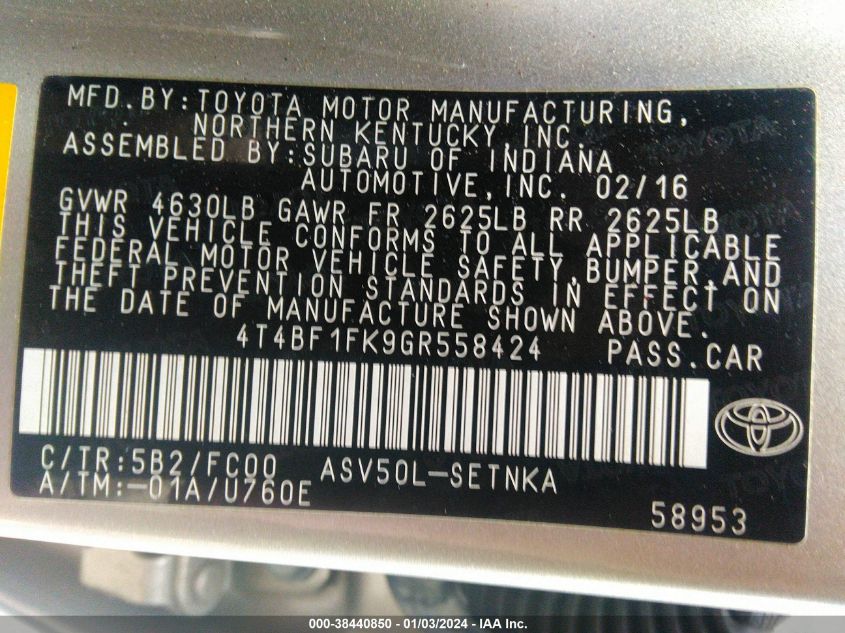 MFD.BY:TOYOTA MOTOR MANUFACTURING,
NORTHERN KENTUCKY,INC.
ASSEMBLED BY:SUBARU OF INDIANA
AUTOMOTIVE,INC. 02/16
GVWR 4630LB GAWR FR 2625LB RR 2625LB
THIS VEHICLE CONFORMS TO ALL APPLICABLE
FEDERAL MOTOR VEHICLE SAFETY,BUMPER,AND
THEFT PREVENTION STANDARDS IN EFFECT ON
THE DATE OF MANUFACTURE SHOWN ABOVE.
4T4BF1FK9GR558424 PASS.CAR
C/TR:5B2/FC00 ASV50L-SETNKA
A/TM:-01A/U760E
58953
000-38440850 - 01/03/2024 - © IAA Inc.